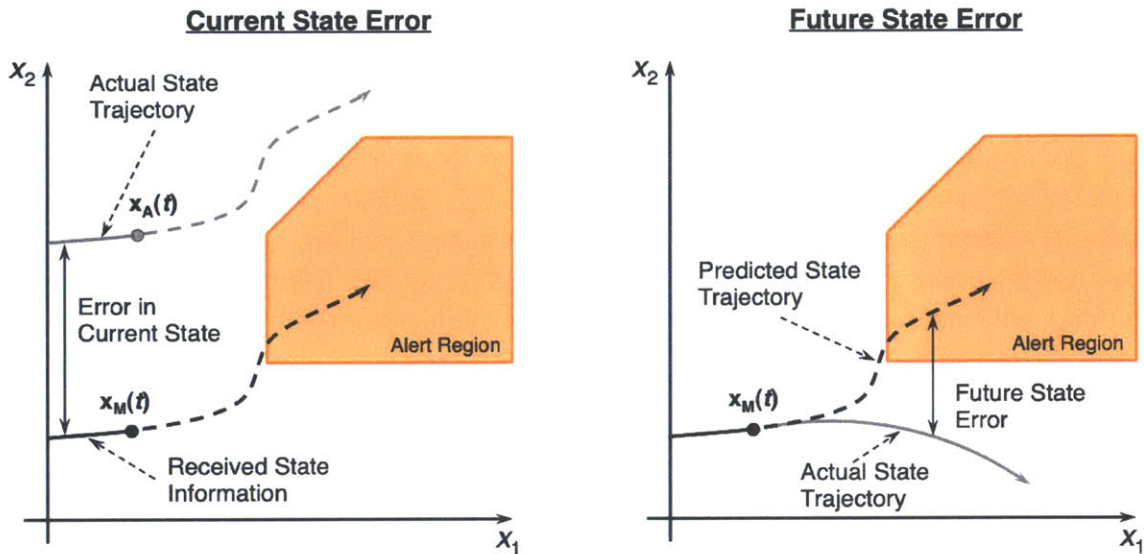 Current State Error
X2
Actual State
Trajectory
xA(t)
Error in
Current State
Alert Region
xM(t)
Received State
Information
X1
Future State Error
X2
Predicted State
Trajectory
Alert Region
xM(t)
Future State
Error
Actual State
Trajectory
X1